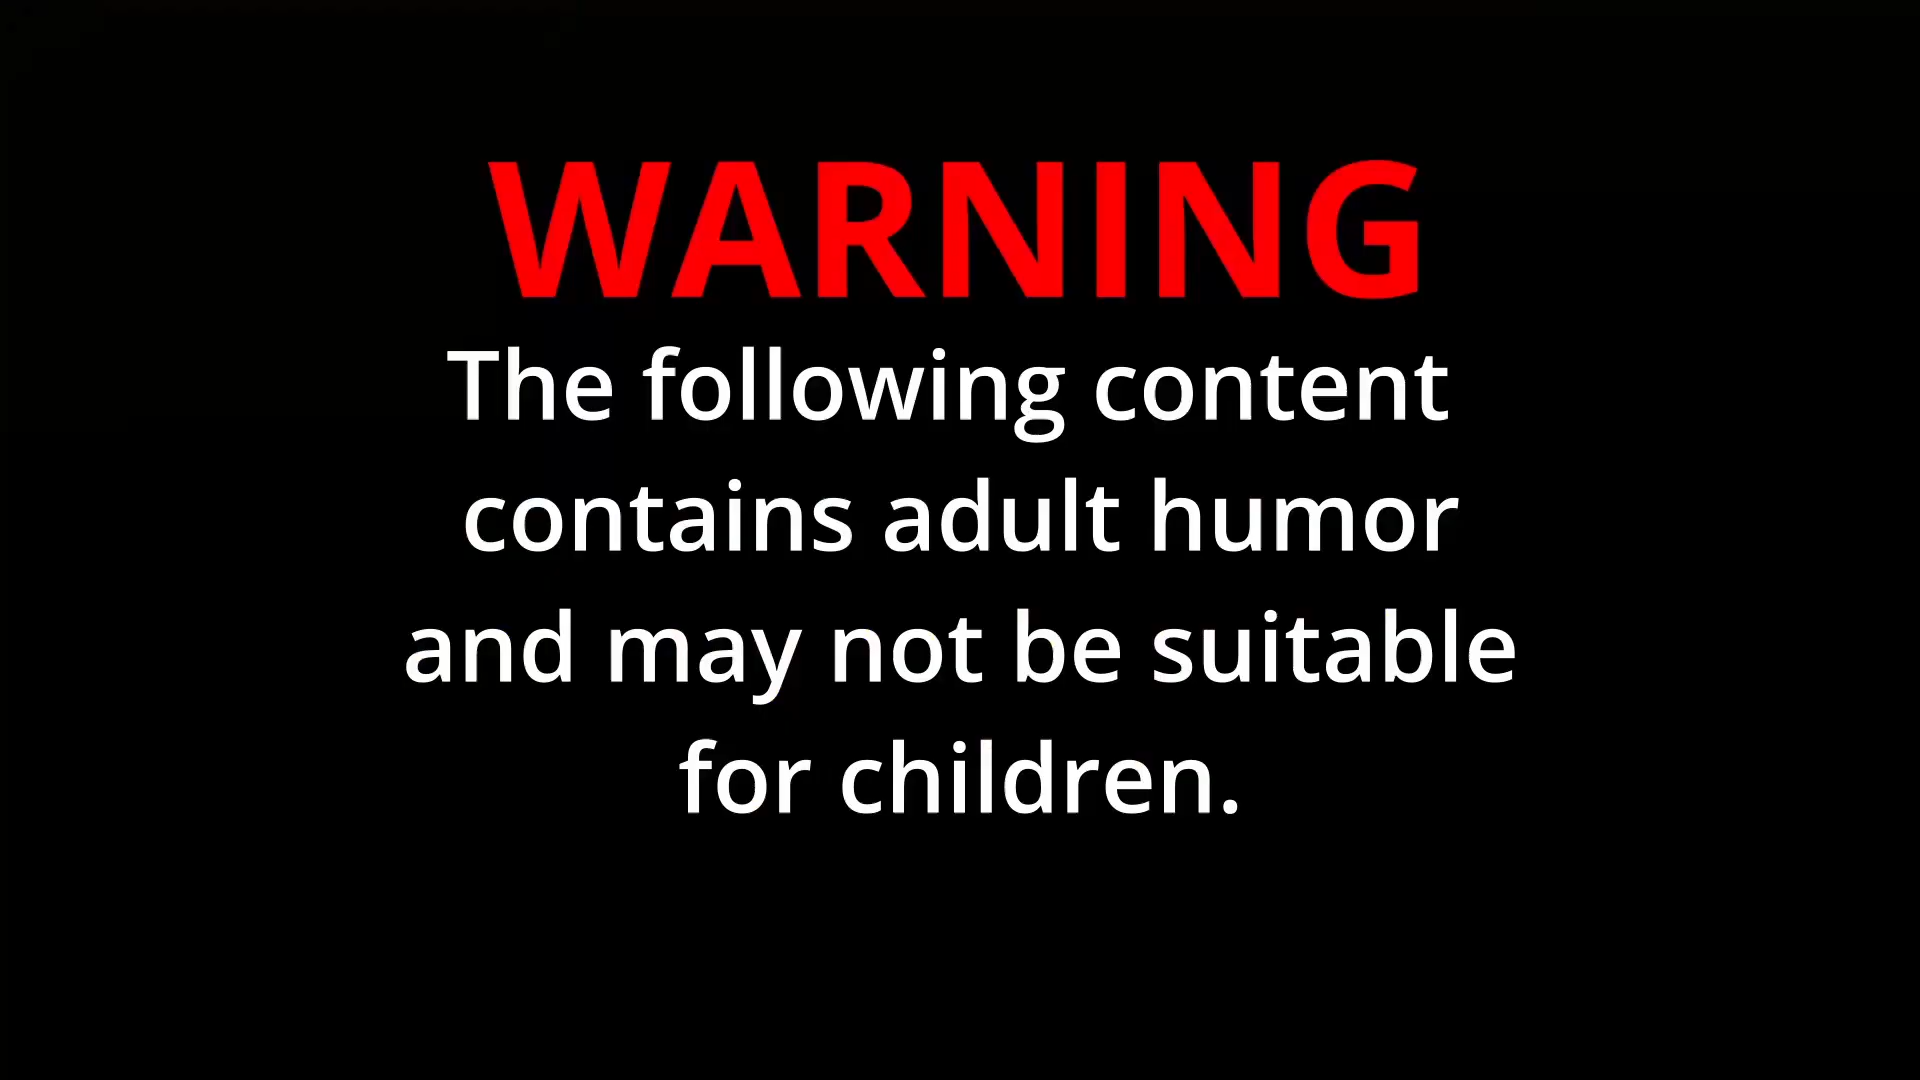 WARNING
The following content
contains adult humor
and may not be suitable
for children.